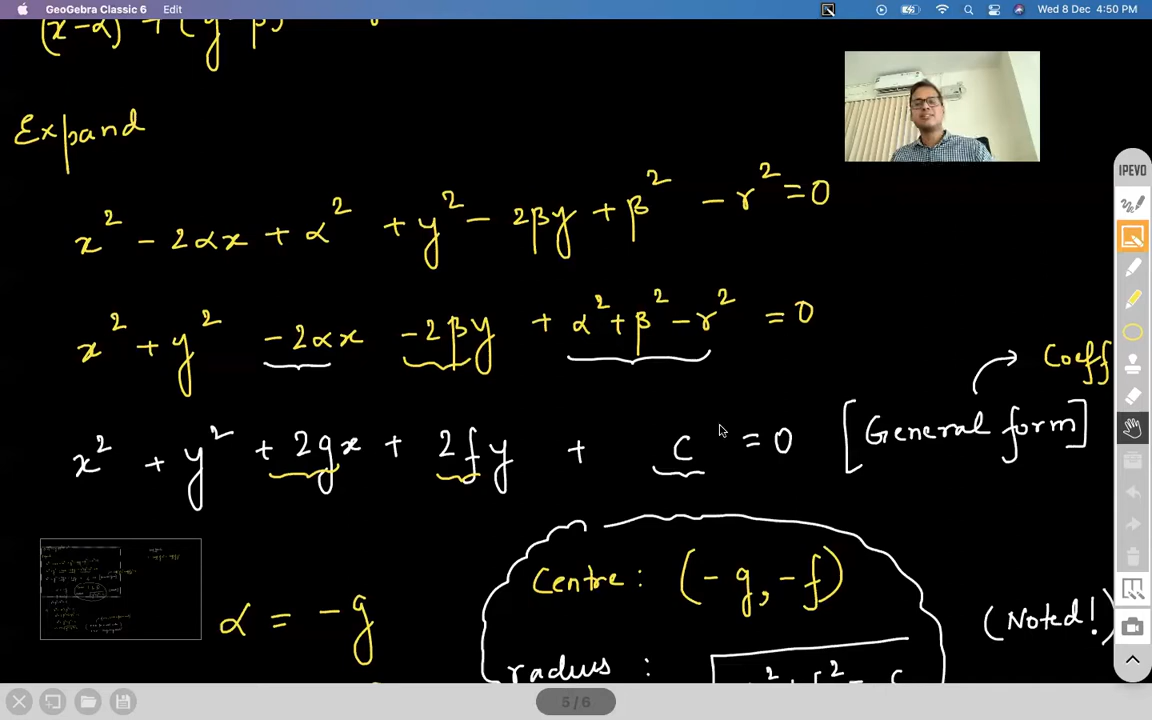 GeoGebra Classic 6 Edit Wed 8 Dec 4:50 PM
Expand
x² - 2αx + α² + y² - 2βy + β² - r² = 0
x² + y² -2αx -2βy + α² + β² - r² = 0
Coeff
x² + y² + 2gx + 2fy + c = 0 [General form]
Centre : (-g, -f)
α = -g
(Noted!)
radius :
5 / 6
IPEVO